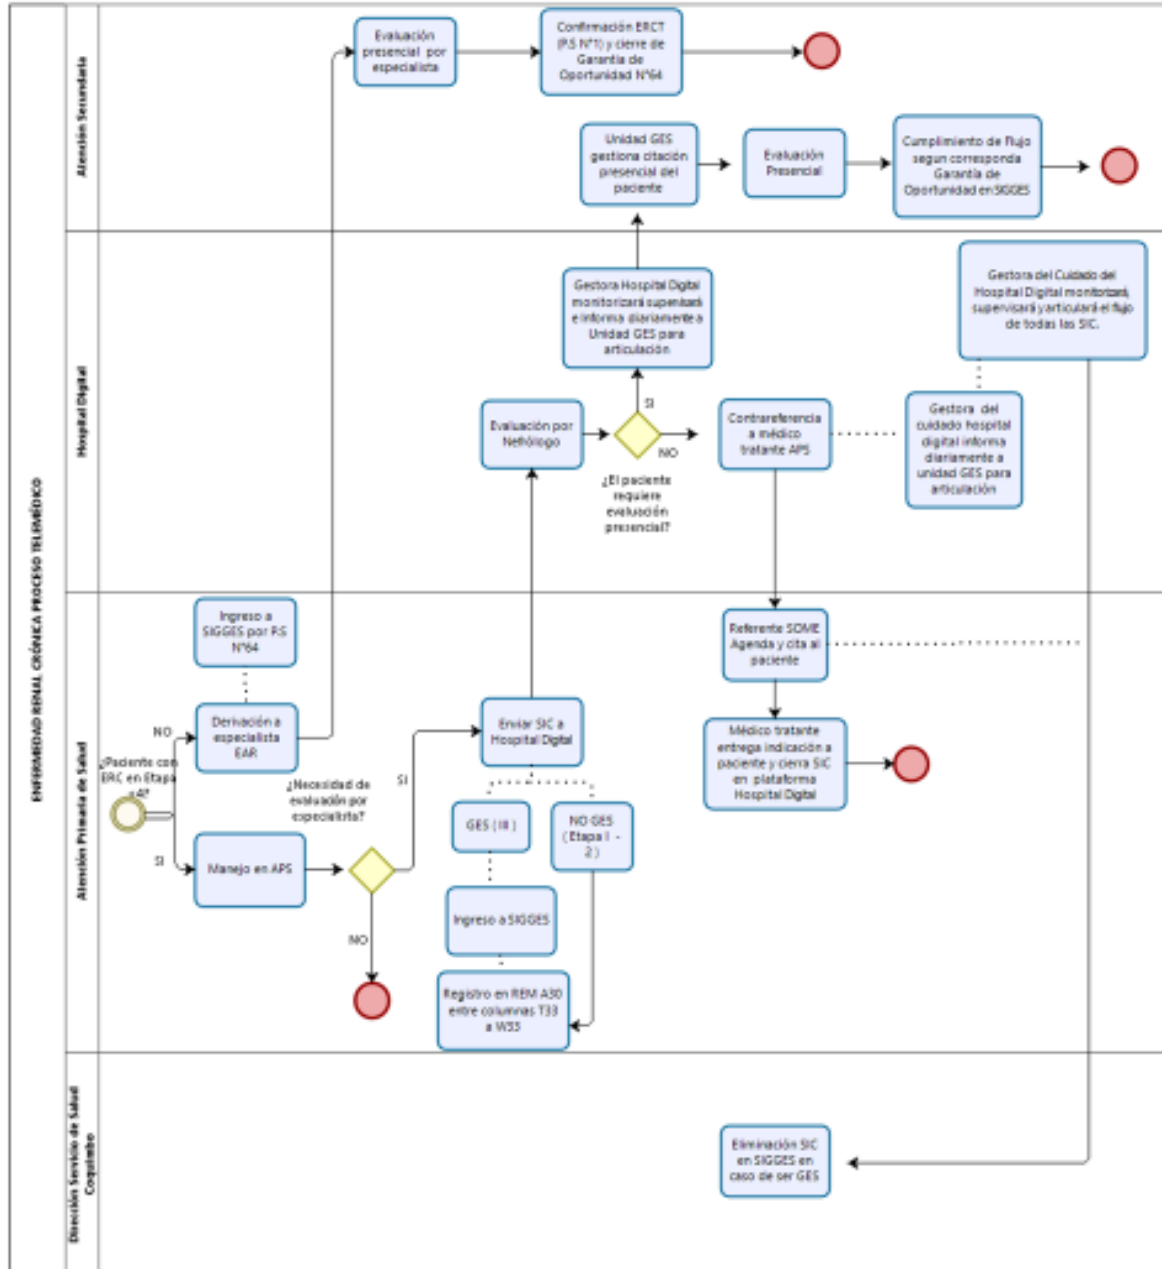 ENFERMEDAD RENAL CRÓNICA PROCESO TELEMÉDICO
Atención Secundaria
Evaluación
presencial por
especialista
Confirmación ERCT
(P.S N°1) y cierre de
Garantía de
Oportunidad N°64
Unidad GES
gestiona citación
presencial del
paciente
Evaluación
Presencial
Cumplimiento de flujo
segun corresponda
Garantía de
Oportunidad en SIGGES
Hospital Digital
Gestora Hospital Digital
monitorizará supervisará
e informa diariamente a
Unidad GES para
articulación
Gestora del Cuidado del
Hospital Digital monitorizará,
supervisará y articulará el flujo
de todas las SIC.
Evaluación por
Nefrólogo
SI
NO
¿El paciente
requiere
evaluación
presencial?
Contrareferencia
a médico
tratante APS
Gestora del
cuidado hospital
digital informa
diariamente a
unidad GES para
articulación
Atención Primaria de Salud
Ingreso a
SIGGES por P.S
N°64
NO
Derivación a
especialista
EAR
¿Paciente con
ERC en Etapa
SI
Manejo en APS
¿Necesidad de
evaluación por
especialista?
SI
NO
Enviar SIC a
Hospital Digital
GES ( III )
NO GES
( Etapa I -
2 )
Ingreso a SIGGES
Registro en REM A30
entre columnas T33
a W33
Referente SOME
Agenda y cita al
paciente
Médico tratante
entrega indicación a
paciente y cierra SIC
en plataforma
Hospital Digital
Dirección Servicio de Salud
Coquimbo
Eliminación SIC
en SIGGES en
caso de ser GES